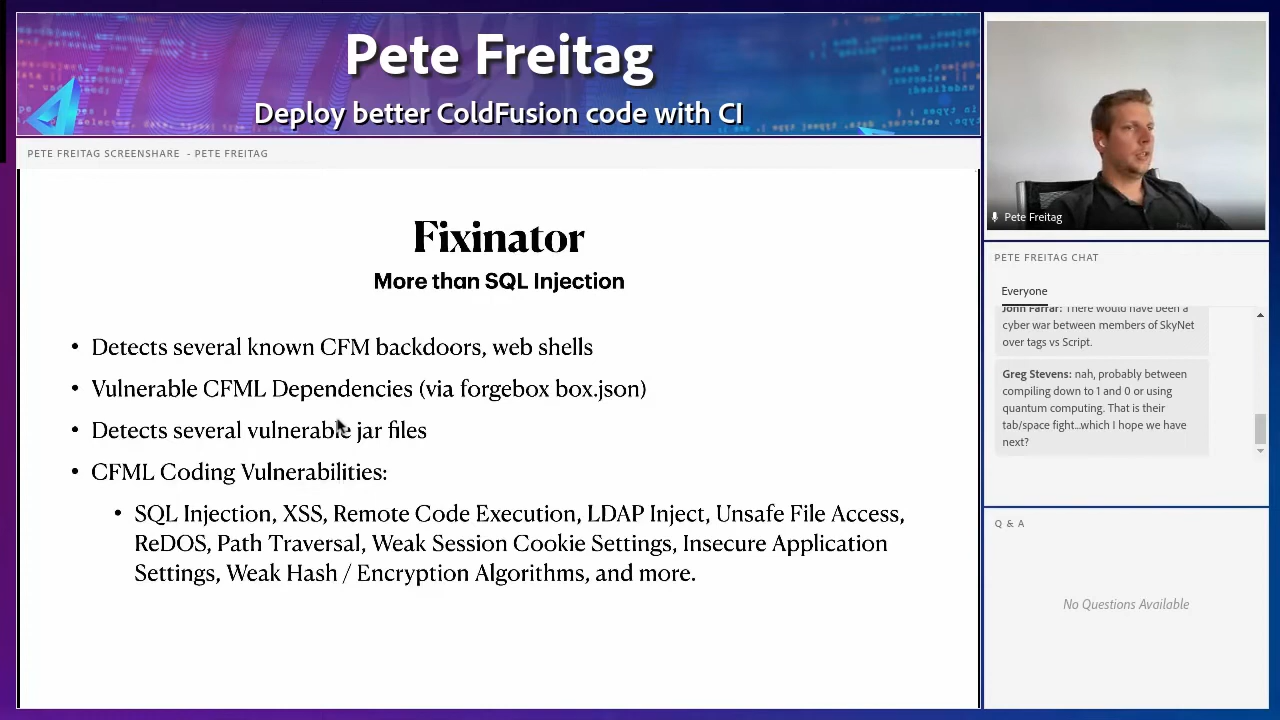 Pete Freitag
Deploy better ColdFusion code with CI
PETE FREITAG SCREENSHARE - PETE FREITAG
Fixinator
More than SQL Injection
• Detects several known CFM backdoors, web shells
• Vulnerable CFML Dependencies (via forgebox box.json)
• Detects several vulnerable jar files
• CFML Coding Vulnerabilities:
• SQL Injection, XSS, Remote Code Execution, LDAP Inject, Unsafe File Access,
ReDOS, Path Traversal, Weak Session Cookie Settings, Insecure Application
Settings, Weak Hash / Encryption Algorithms, and more.
Pete Freitag
PETE FREITAG CHAT
Everyone
John Farrar: There would have been a
cyber war between members of SkyNet
over tags vs Script.
Greg Stevens: nah, probably between
compiling down to 1 and 0 or using
quantum computing. That is their
tab/space fight...which I hope we have
next?
Q & A
No Questions Available